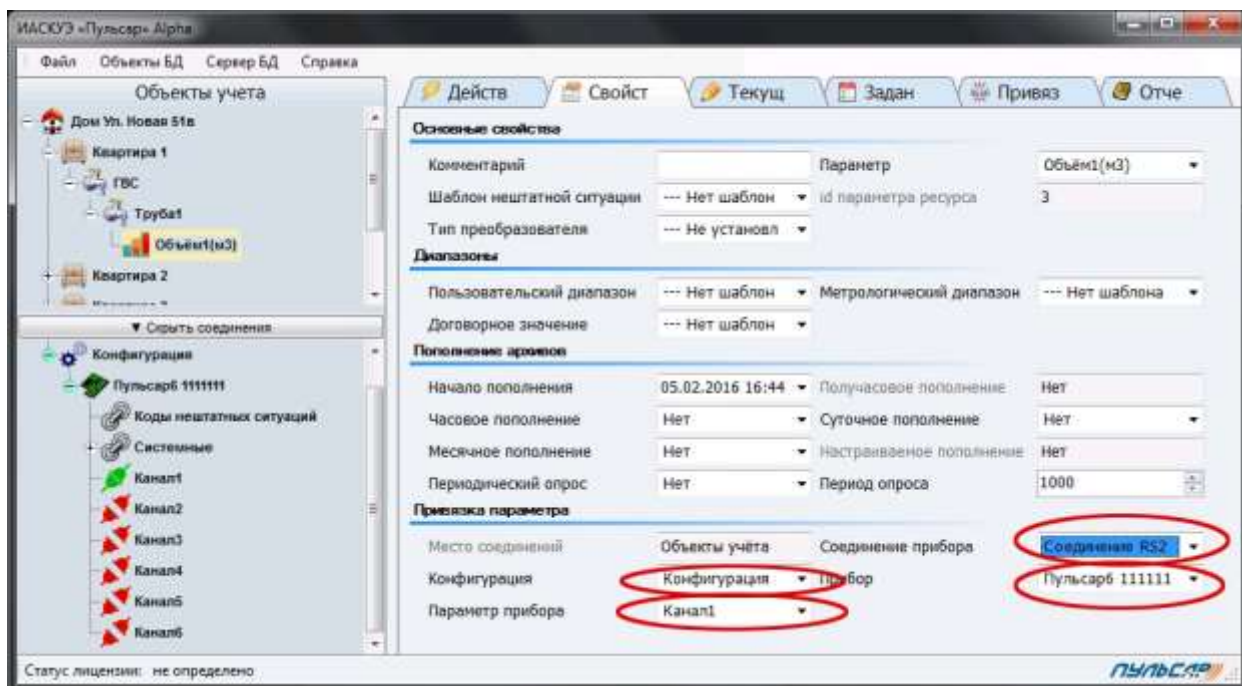 ИАСКУЭ «Пульсар» Alpha
Файл Объекты БД Сервер БД Справка
Объекты учета
Дом Ул. Новая 51в
Квартира 1
ГВС
Труба1
Объём1(м3)
Квартира 2
▼ Скрыть соединения
Конфигурация
Пульсар6 1111111
Коды нештатных ситуаций
Системные
Канал1
Канал2
Канал3
Канал4
Канал5
Канал6
Действ Свойст Текущ Задан Привяз Отче
Основные свойства
Комментарий Параметр Объём1(м3)
Шаблон нештатной ситуации --- Нет шаблон id параметра ресурса 3
Тип преобразователя --- Не установл
Диапазоны
Пользовательский диапазон --- Нет шаблон Метрологический диапазон --- Нет шаблона
Договорное значение --- Нет шаблон
Пополнение архивов
Начало пополнения 05.02.2016 16:44 Получасовое пополнение Нет
Часовое пополнение Нет Суточное пополнение Нет
Месячное пополнение Нет Настраиваемое пополнение Нет
Периодический опрос Нет Период опроса 1000
Привязка параметра
Место соединений Объекты учёта Соединение прибора Соединение RS2
Конфигурация Конфигурация Прибор Пульсар6 111111
Параметр прибора Канал1
Статус лицензии: не определено
ПУЛЬСАР